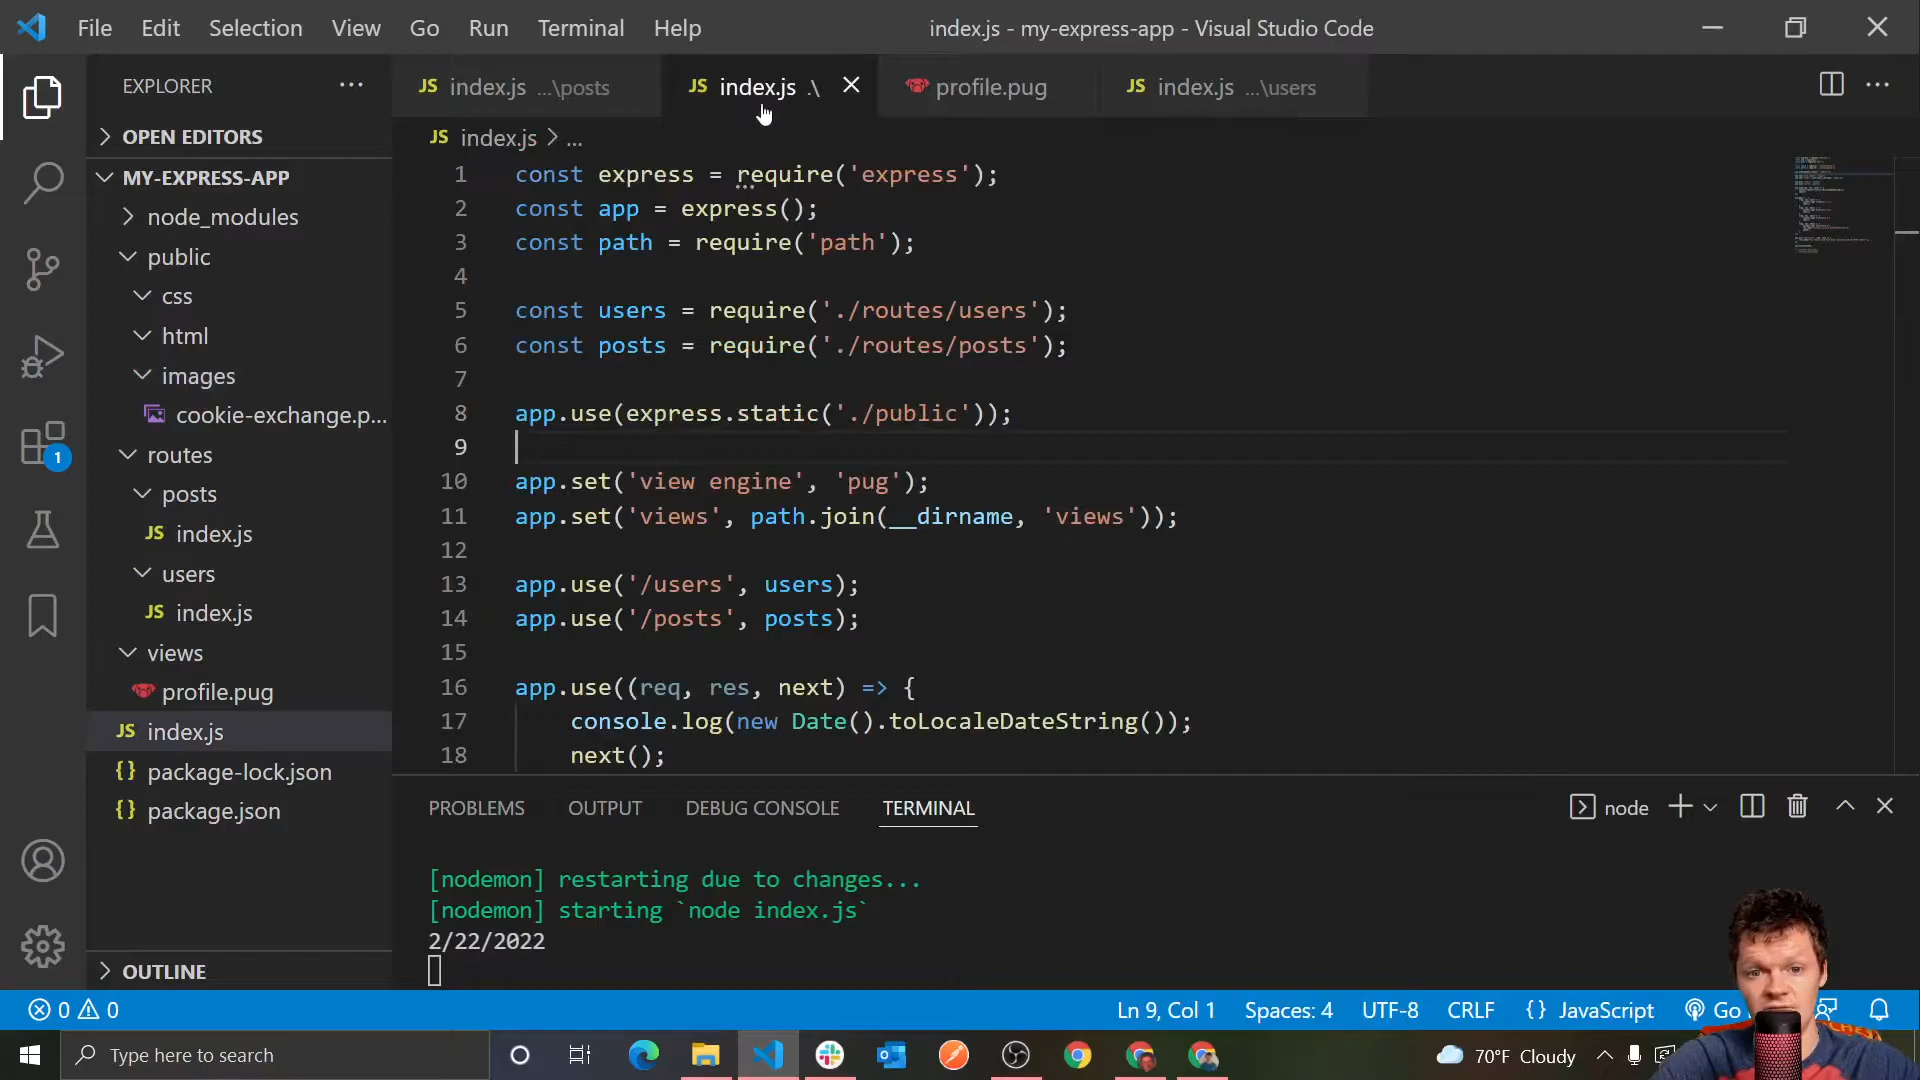 File Edit Selection View Go Run Terminal Help
index.js - my-express-app - Visual Studio Code
EXPLORER ...
index.js ...\posts
index.js .\
profile.pug
index.js ...\users
OPEN EDITORS
MY-EXPRESS-APP
node_modules
public
css
html
images
cookie-exchange.p...
routes
posts
JS index.js
users
JS index.js
views
profile.pug
JS index.js
{} package-lock.json
{} package.json
OUTLINE
JS index.js > ...
1 const express = require('express');
2 const app = express();
3 const path = require('path');
4
5 const users = require('./routes/users');
6 const posts = require('./routes/posts');
7
8 app.use(express.static('./public'));
9
10 app.set('view engine', 'pug');
11 app.set('views', path.join(__dirname, 'views'));
12
13 app.use('/users', users);
14 app.use('/posts', posts);
15
16 app.use((req, res, next) => {
17 console.log(new Date().toLocaleDateString());
18 next();
PROBLEMS OUTPUT DEBUG CONSOLE TERMINAL
node
[nodemon] restarting due to changes...
[nodemon] starting `node index.js`
2/22/2022
1
0 0
Ln 9, Col 1 Spaces: 4 UTF-8 CRLF {} JavaScript Go
Type here to search
70°F Cloudy